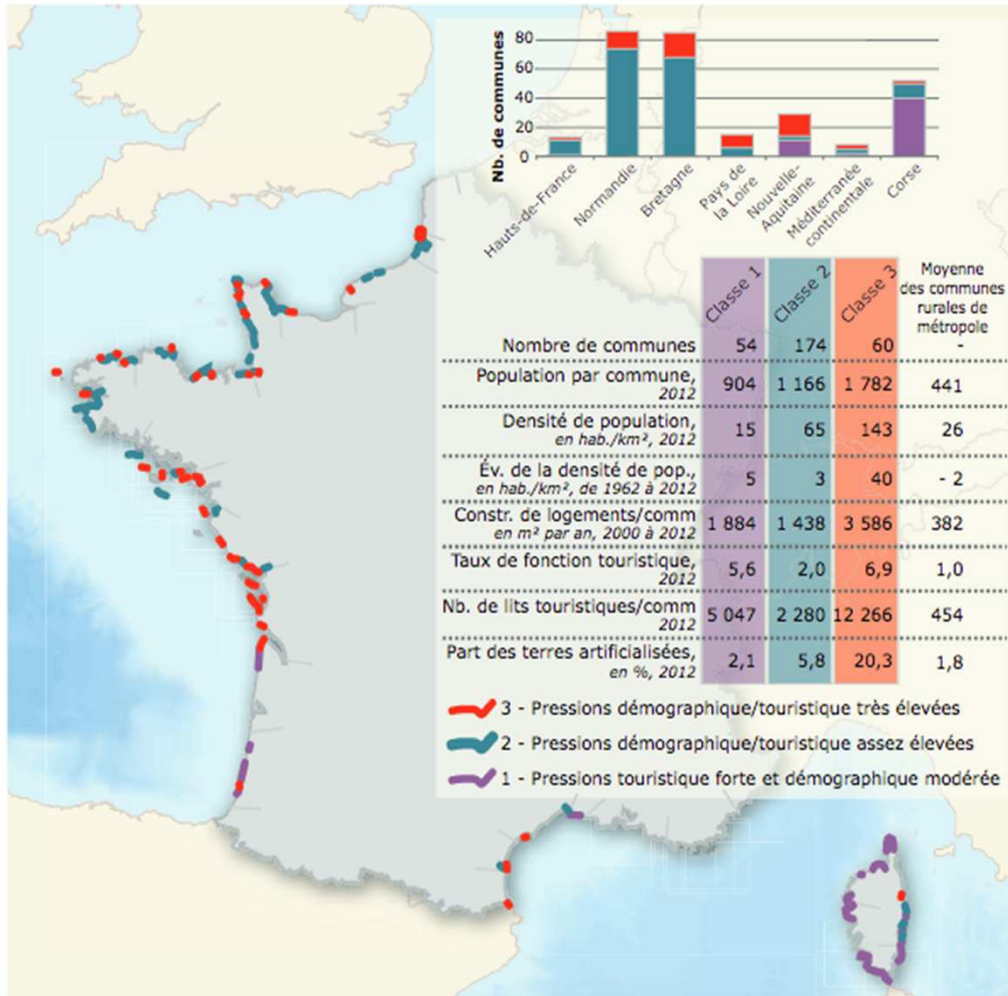 Nb. de communes
80
60
40
20
0
Hauts-de-France
Normandie
Bretagne
Pays de
la Loire
Nouvelle-
Aquitaine
Méditerranée
continentale
Corse
Classe 1
Classe 2
Classe 3
Moyenne
des communes
rurales de
métropole
Nombre de communes 54 174 60 -
Population par commune,
2012 904 1 166 1 782 441
Densité de population,
en hab./km², 2012 15 65 143 26
Év. de la densité de pop.,
en hab./km², de 1962 à 2012 5 3 40 - 2
Constr. de logements/comm
en m² par an, 2000 à 2012 1 884 1 438 3 586 382
Taux de fonction touristique,
2012 5,6 2,0 6,9 1,0
Nb. de lits touristiques/comm
2012 5 047 2 280 12 266 454
Part des terres artificialisées,
en %, 2012 2,1 5,8 20,3 1,8
3 - Pressions démographique/touristique très élevées
2 - Pressions démographique/touristique assez élevées
1 - Pressions touristique forte et démographique modérée